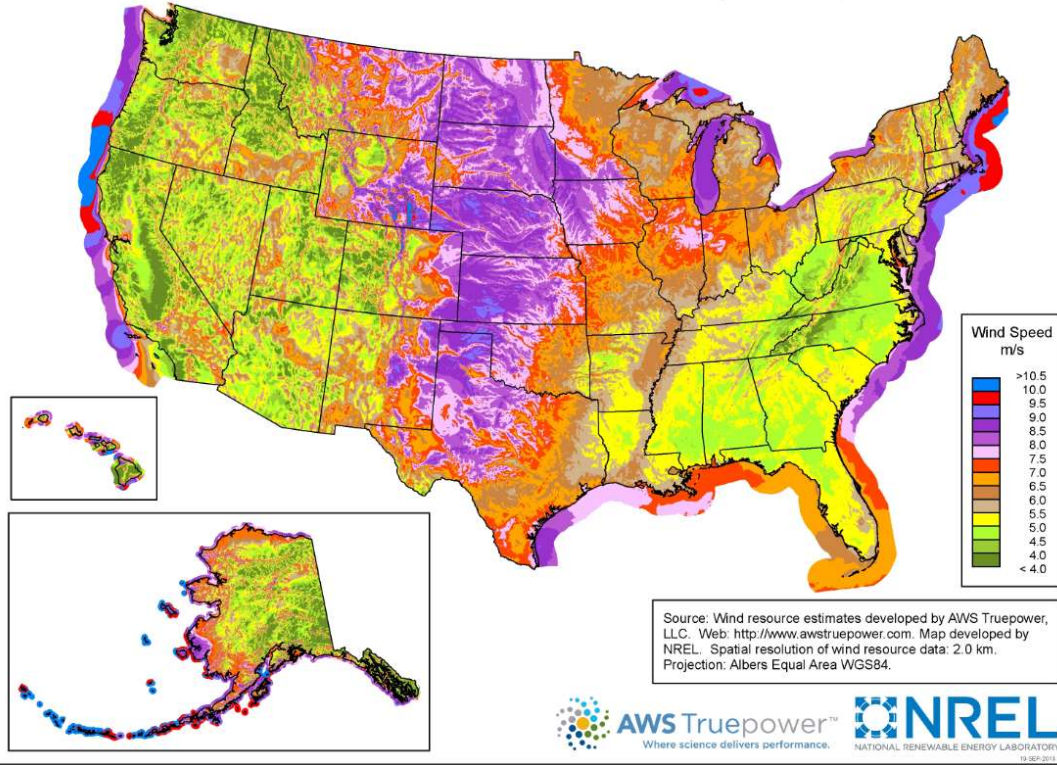 Wind Speed
m/s
>10.5
10.0
9.5
9.0
8.5
8.0
7.5
7.0
6.5
6.0
5.5
5.0
4.5
4.0
< 4.0
Source: Wind resource estimates developed by AWS Truepower,
LLC. Web: http://www.awstruepower.com. Map developed by
NREL. Spatial resolution of wind resource data: 2.0 km.
Projection: Albers Equal Area WGS84.
AWS Truepower™
Where science delivers performance.
NREL
NATIONAL RENEWABLE ENERGY LABORATORY